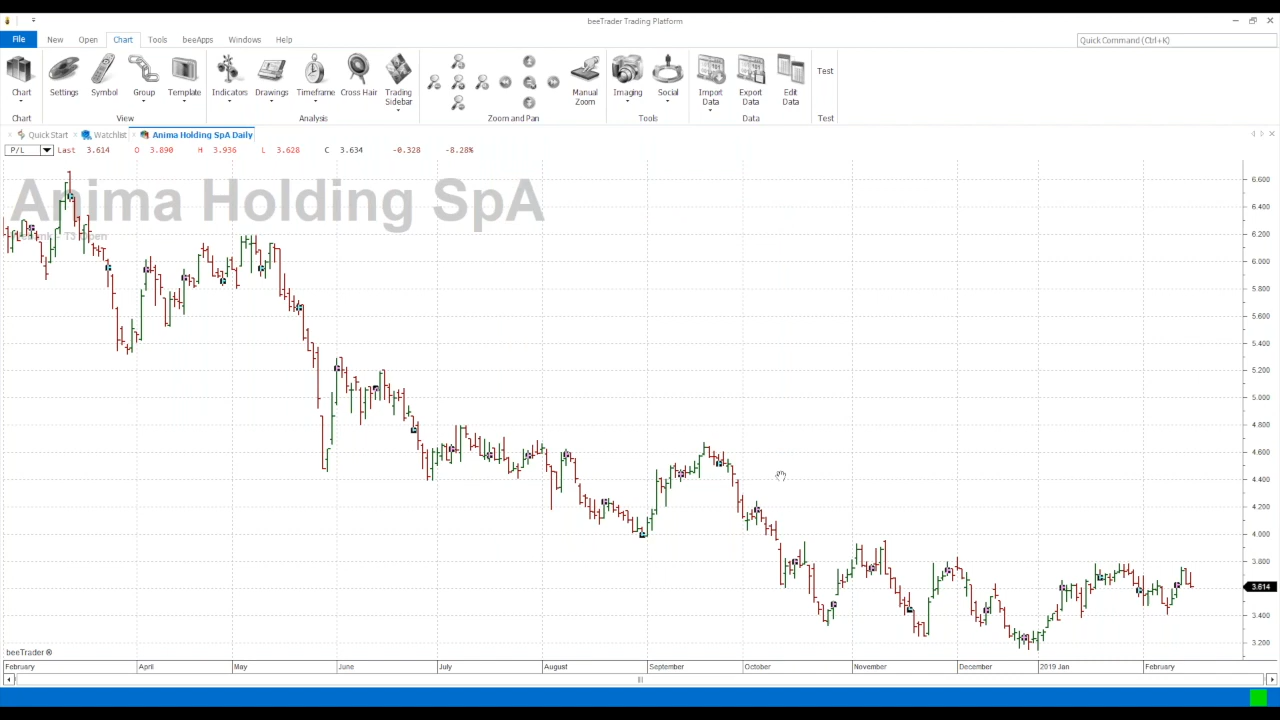 beeTrader Trading Platform
File New Open Chart Tools beeApps Windows Help Quick Command (Ctrl+K)
Chart Settings Symbol Group Template Indicators Drawings Timeframe Cross Hair Trading Sidebar Manual Zoom Imaging Social Import Data Export Data Edit Data Test
Chart View Analysis Zoom and Pan Tools Data Test
Quick Start Watchlist Anima Holding SpA Daily
P/L Last 3.614 O 3.890 H 3.936 L 3.628 C 3.634 -0.328 -8.28%
Anima Holding SpA
6.600
6.400
6.200
6.000
5.800
5.600
5.400
5.200
5.000
4.800
4.600
4.400
4.200
4.000
3.800
3.614
3.400
3.200
beeTrader ®
February April May June July August September October November December 2019 Jan February